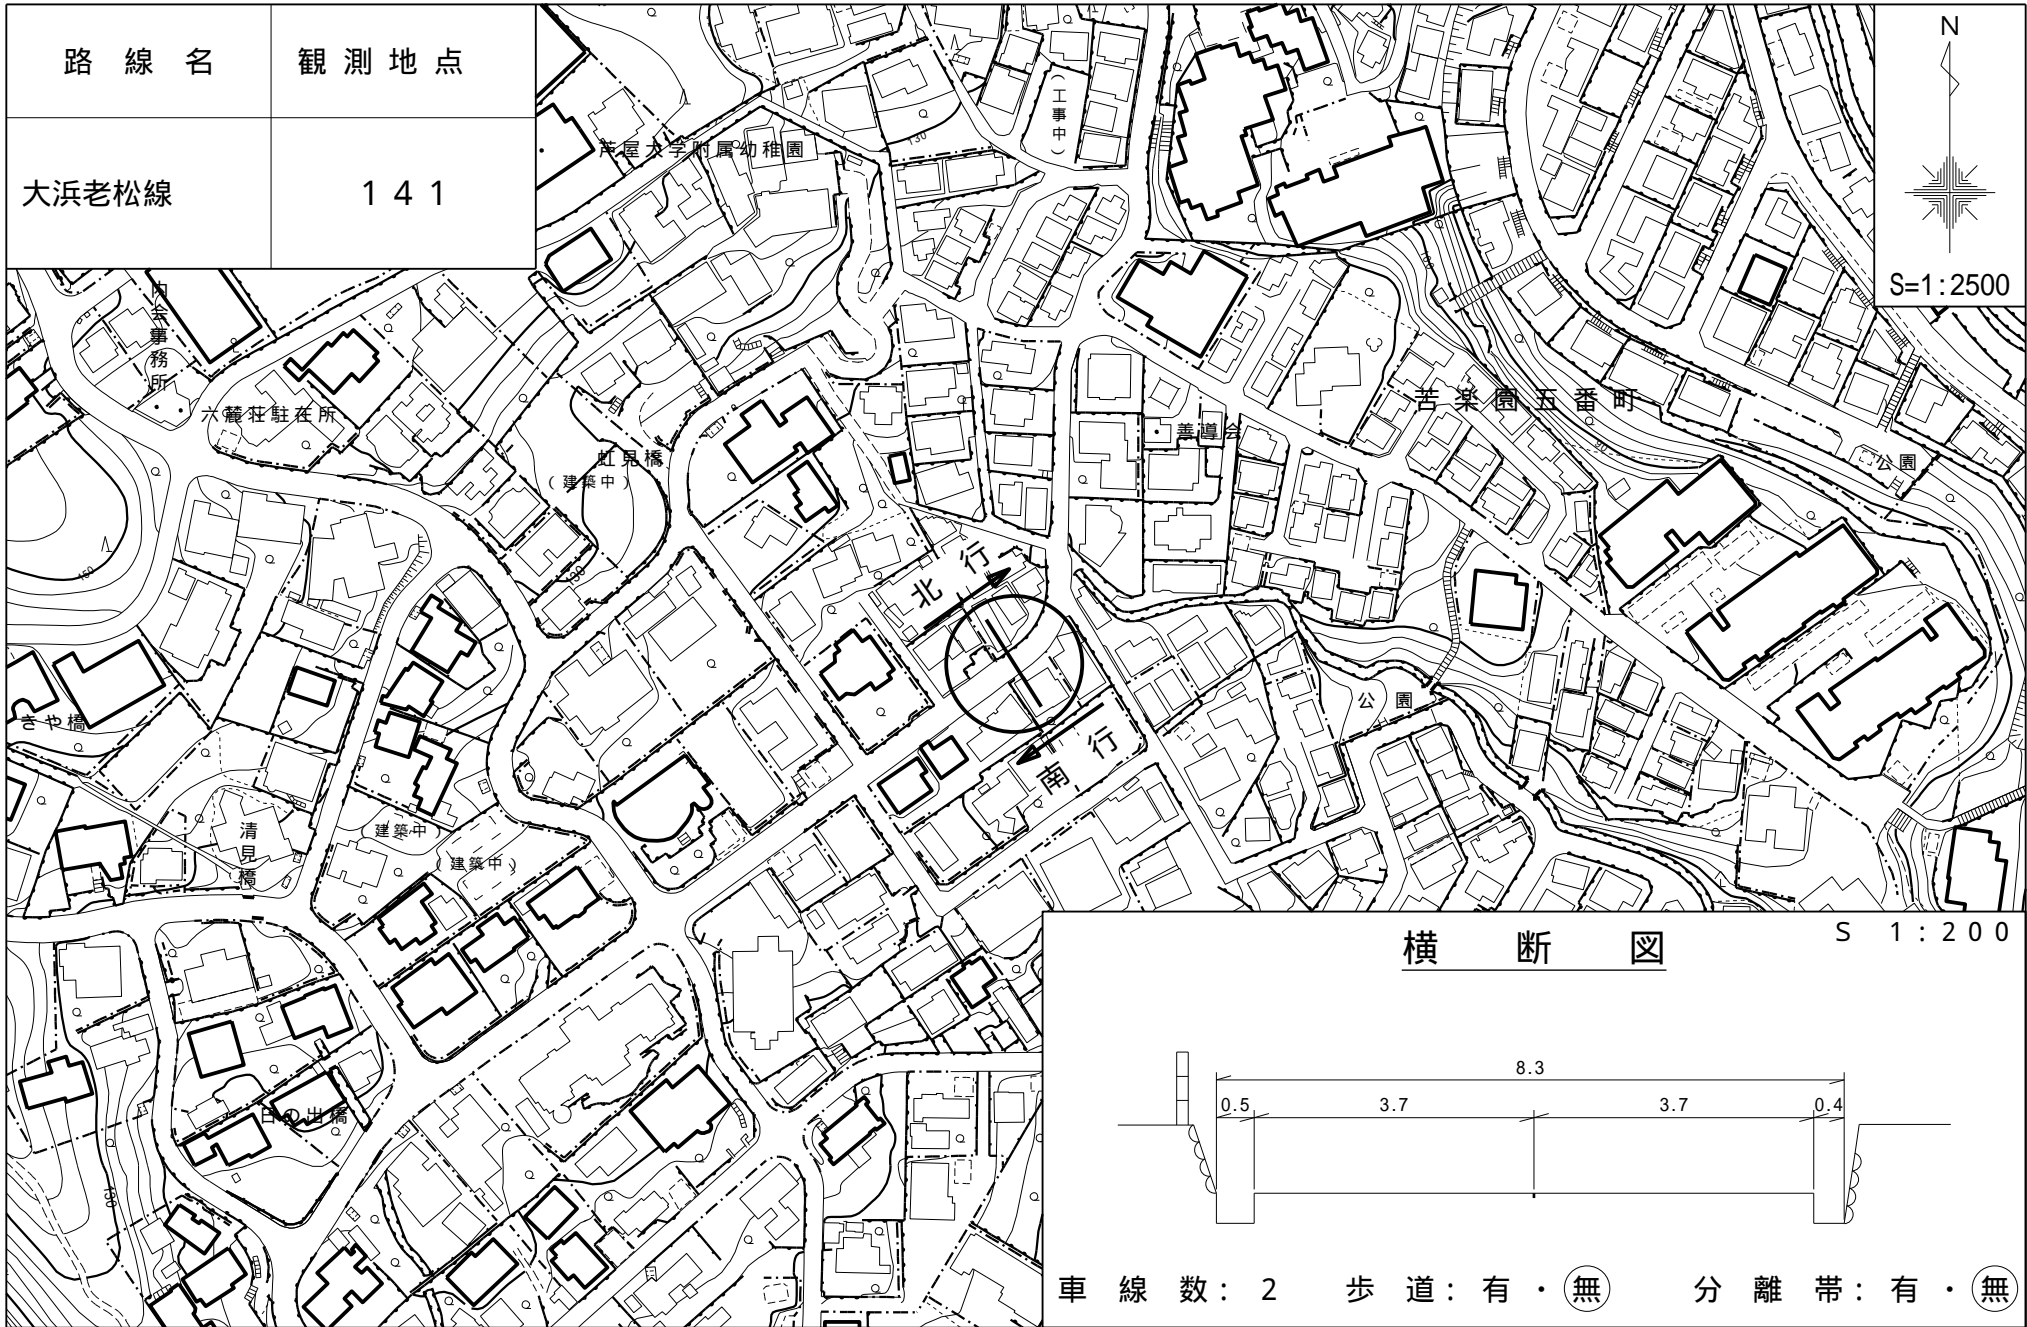 路線名 観測地点
大浜老松線 141
N
S=1:2500
芦屋大学附属幼稚園
(工事中)
内会事務所
六麓荘駐在所
虹見橋
(建築中)
苦楽園五番町
善導会
公園
北行
南行
公園
きや橋
清見橋
(建築中)
(建築中)
日の出橋
130
150
130
130
横断図
S 1:200
8.3
0.5 3.7 3.7 0.4
車線数:2 歩道:有・無 分離帯:有・無